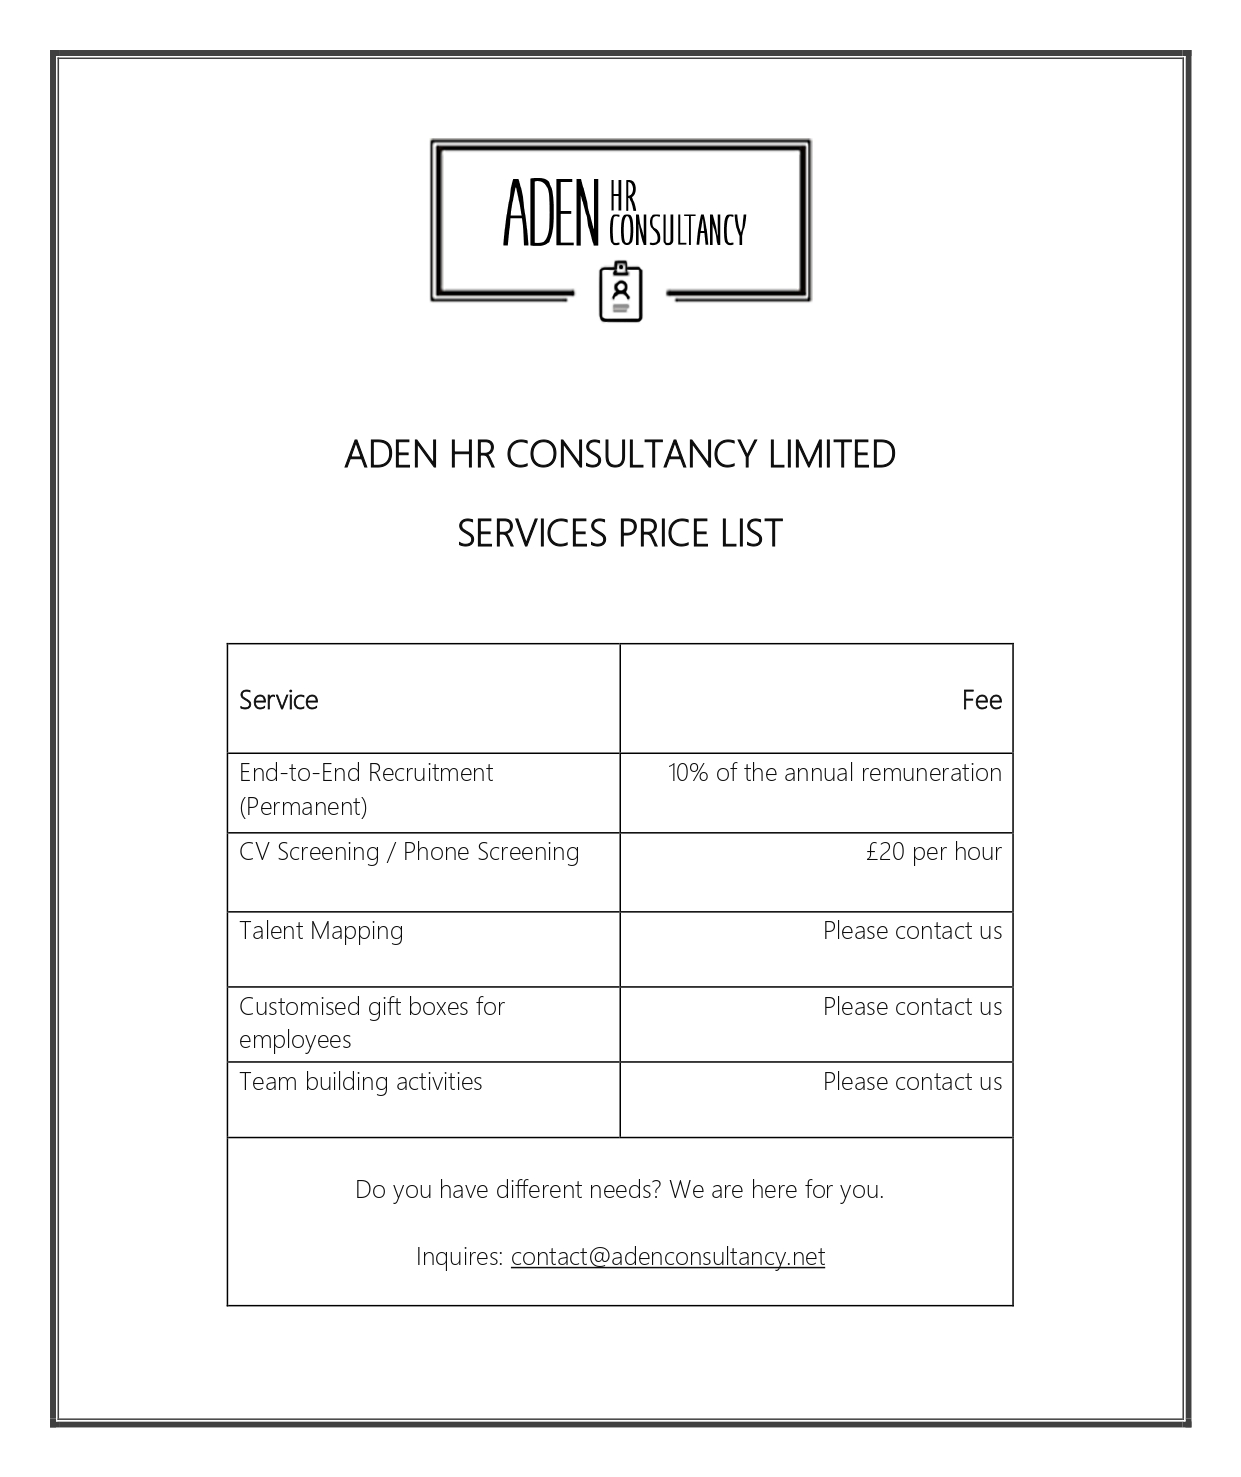 ADEN HR
CONSULTANCY
ADEN HR CONSULTANCY LIMITED
SERVICES PRICE LIST
Service Fee
End-to-End Recruitment 10% of the annual remuneration
(Permanent)
CV Screening / Phone Screening £20 per hour
Talent Mapping Please contact us
Customised gift boxes for Please contact us
employees
Team building activities Please contact us
Do you have different needs? We are here for you.
Inquires: contact@adenconsultancy.net